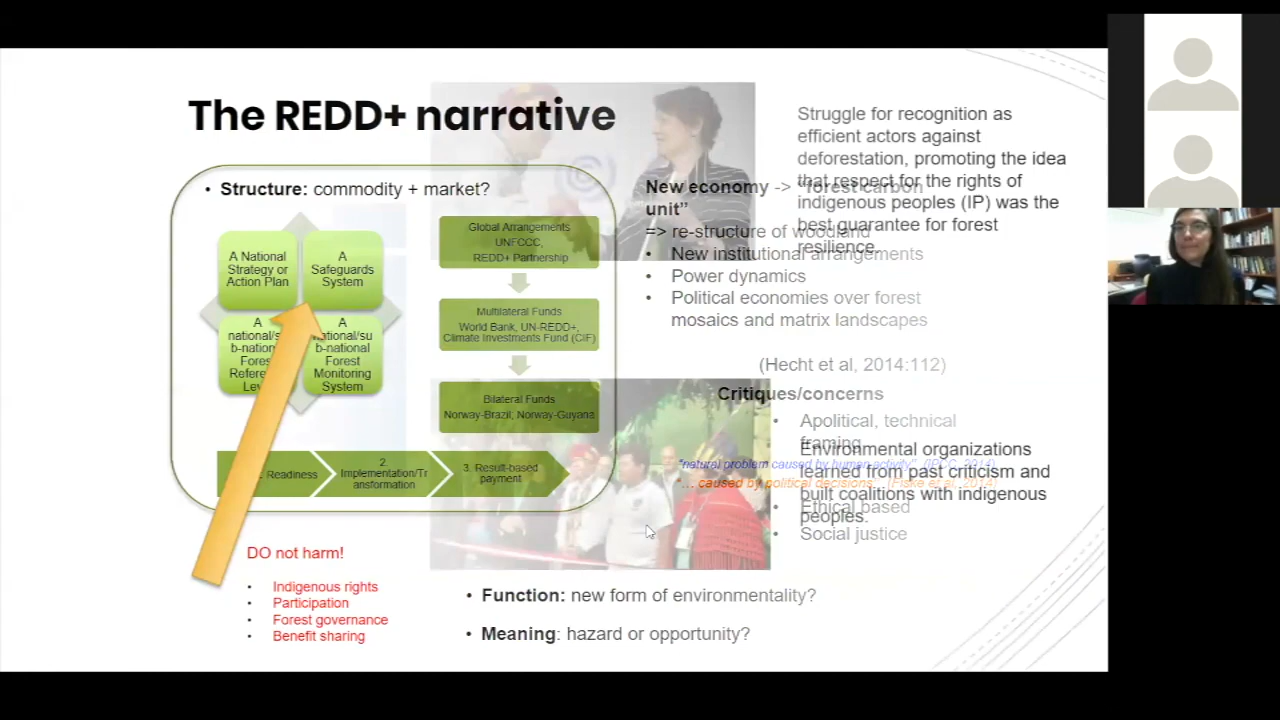 The REDD+ narrative
• Structure: commodity + market?
A National
Strategy or
Action Plan
A
Safeguards
System
A
national/su
b-nation
Fores
Refere
Lev
A
national/su
b-national
Forest
Monitoring
System
Global Arrangements
UNFCCC,
REDD+ Partnership
Multilateral Funds
World Bank, UN-REDD+,
Climate Investments Fund (CIF)
Bilateral Funds
Norway-Brazil; Norway-Guyana
Readiness
2.
Implementation/Tr
ansformation
3. Result-based
payment
DO not harm!
• Indigenous rights
• Participation
• Forest governance
• Benefit sharing
New economy -> “forest carbon
unit”
=> re-structure of woodland
• New institutional arrangements
• Power dynamics
• Political economies over forest
mosaics and matrix landscapes
(Hecht et al, 2014:112)
Critiques/concerns
• Apolitical, technical
framing
“natural problem caused by human activity”. (IPCC, 2014)
“… caused by political decisions”. (Fiske et al, 2014)
• Ethical based
• Social justice
Struggle for recognition as
efficient actors against
deforestation, promoting the idea
that respect for the rights of
indigenous peoples (IP) was the
best guarantee for forest
resilience.
Environmental organizations
learned from past criticism and
built coalitions with indigenous
peoples.
• Function: new form of environmentality?
• Meaning: hazard or opportunity?